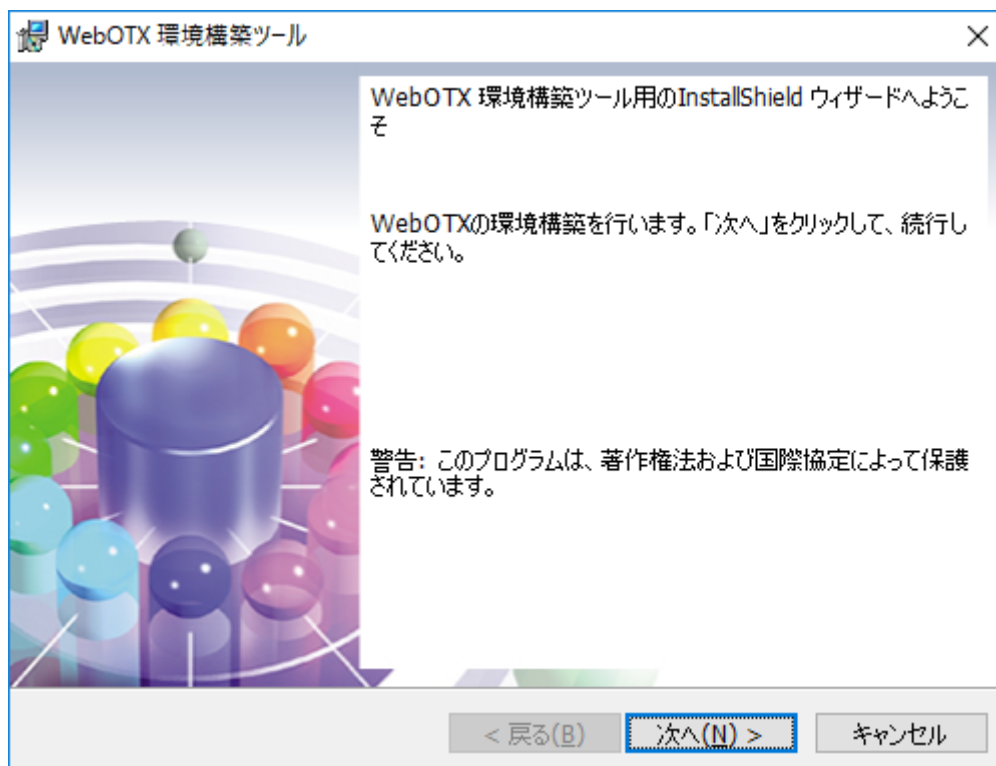 WebOTX 環境構築ツール
WebOTX 環境構築ツール用のInstallShield ウィザードへようこ
そ
WebOTXの環境構築を行います。「次へ」をクリックして、続行し
てください。
警告: このプログラムは、著作権法および国際協定によって保護
されています。
< 戻る(B)
次へ(N) >
キャンセル